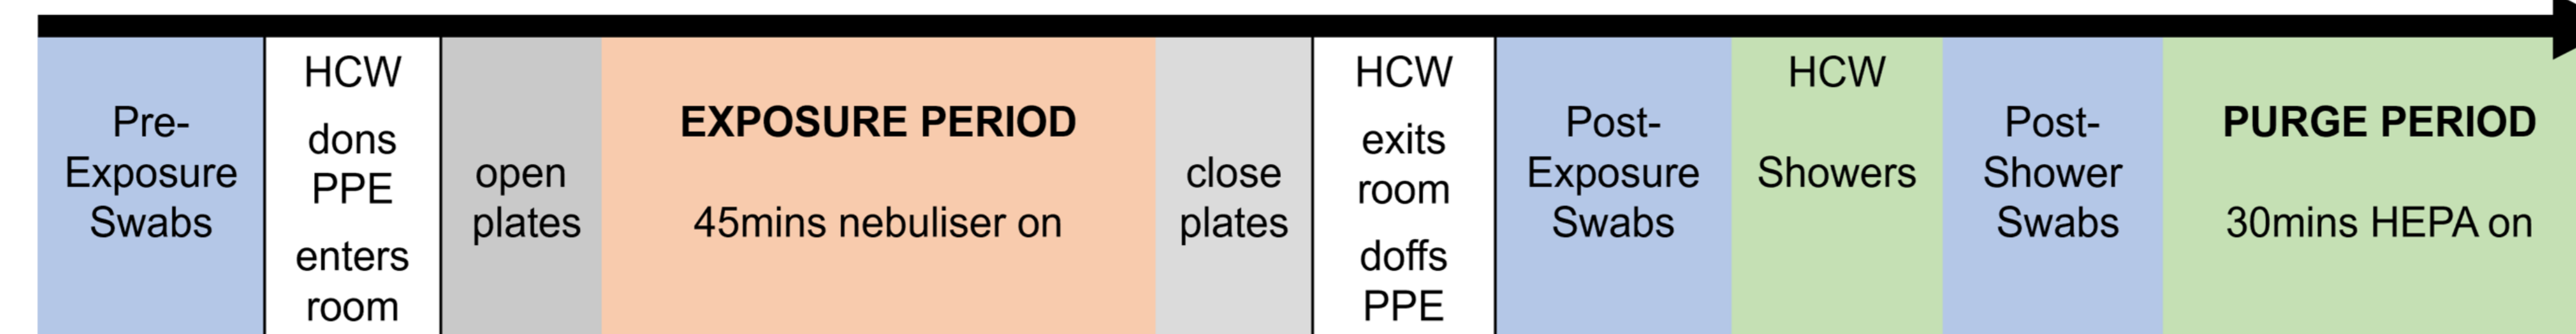 Pre-
Exposure
Swabs
HCW
dons
PPE
enters
room
open
plates
EXPOSURE PERIOD
45mins nebuliser on
close
plates
HCW
exits
room
doffs
PPE
Post-
Exposure
Swabs
HCW
Showers
Post-
Shower
Swabs
PURGE PERIOD
30mins HEPA on